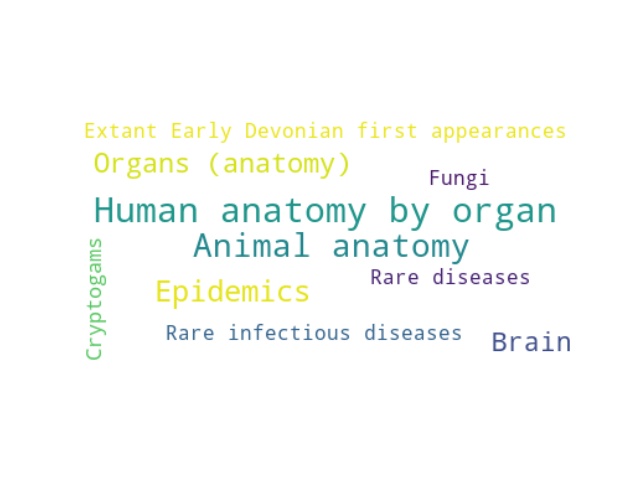 Extant Early Devonian first appearances
Organs (anatomy)
Fungi
Human anatomy by organ
Animal anatomy
Cryptogams
Rare diseases
Epidemics
Rare infectious diseases
Brain